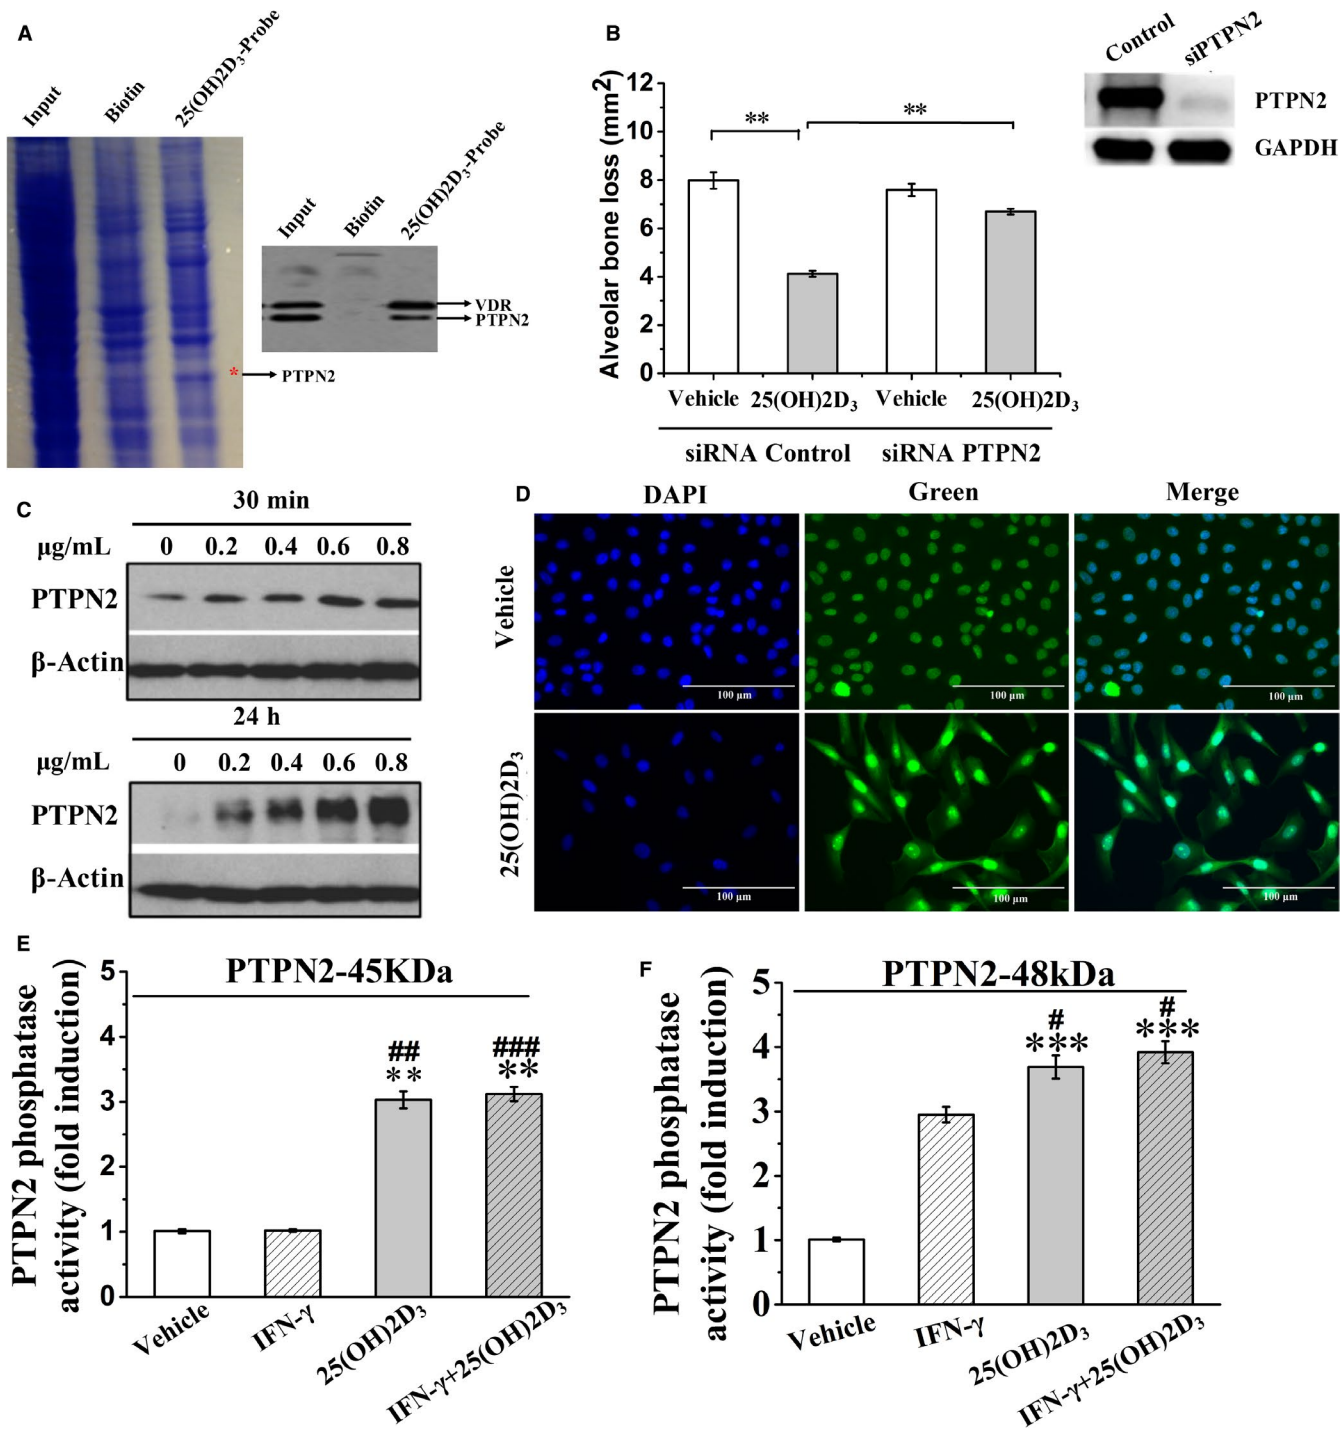 A
Input
Biotin
25(OH)2D3-Probe
* PTPN2
Input
Biotin
25(OH)2D3-Probe
VDR
PTPN2
B
Alveolar bone loss (mm2)
12
10
8
6
4
2
0
**
**
Vehicle 25(OH)2D3 Vehicle 25(OH)2D3
siRNA Control siRNA PTPN2
Control siPTPN2
PTPN2
GAPDH
C
30 min
μg/mL 0 0.2 0.4 0.6 0.8
PTPN2
β-Actin
24 h
μg/mL 0 0.2 0.4 0.6 0.8
PTPN2
β-Actin
D
DAPI Green Merge
Vehicle
100 μm 100 μm 100 μm
25(OH)2D3
100 μm 100 μm 100 μm
E
PTPN2-45KDa
PTPN2 phosphatase
activity (fold induction)
5
4
3
2
1
0
##
**
###
**
Vehicle
IFN-γ
25(OH)2D3
IFN-γ+25(OH)2D3
F
PTPN2-48kDa
PTPN2 phosphatase
activity (fold induction)
5
4
3
2
1
0
#
***
#
***
Vehicle
IFN-γ
25(OH)2D3
IFN-γ+25(OH)2D3